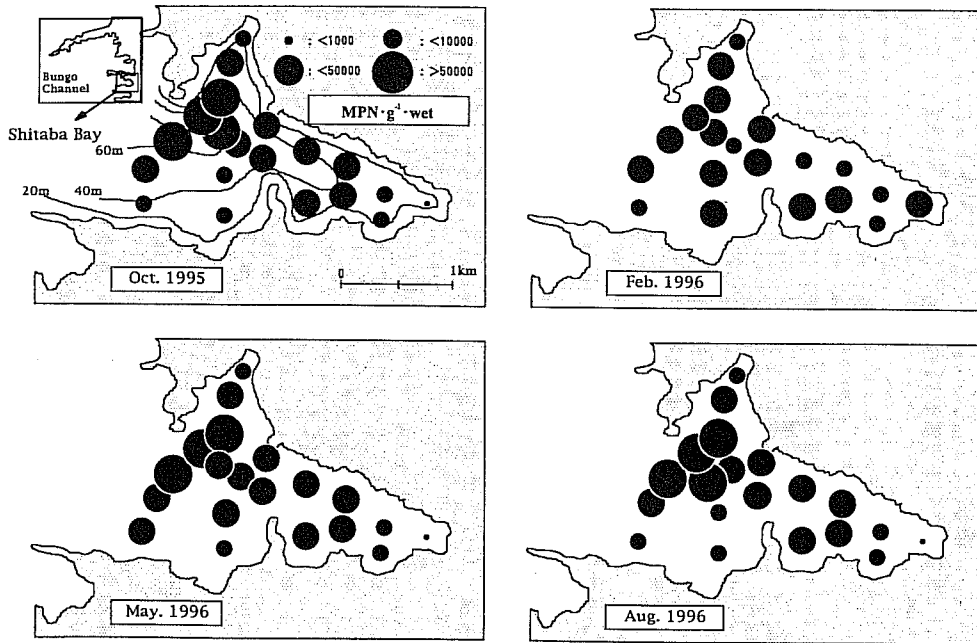 Bungo
Channel
Shitaba Bay
: <1000
: <10000
: <50000
: >50000
MPN·g⁻¹·wet
60m
20m
40m
Oct. 1995
0
1km
Feb. 1996
May. 1996
Aug. 1996